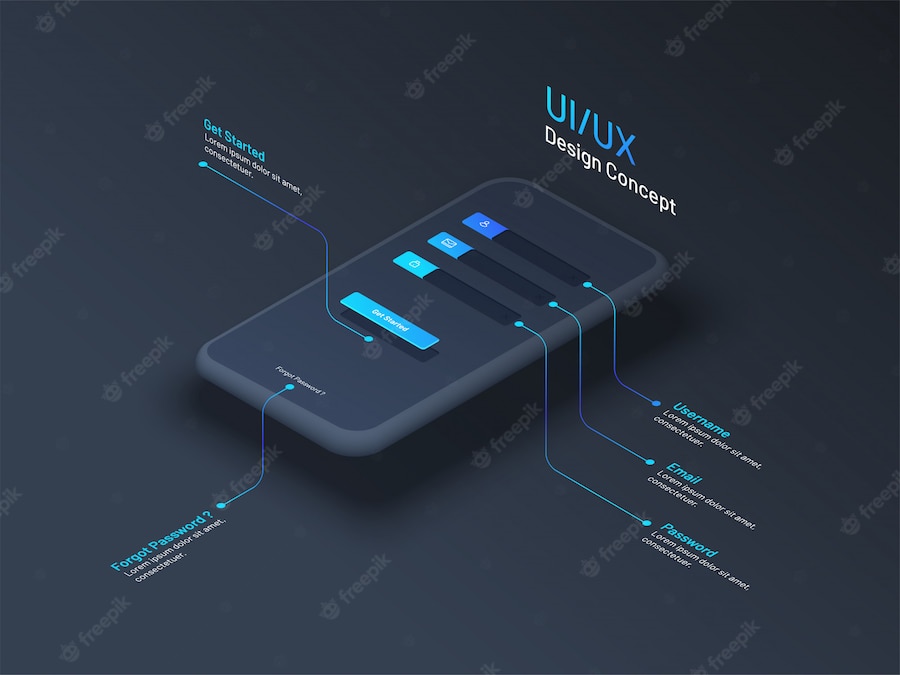 UI/UX
Design Concept
Get Started
Lorem ipsum dolor sit amet,
consectetuer.
Get Started
Forgot Password ?
Username
Lorem ipsum dolor sit amet,
consectetuer.
Email
Lorem ipsum dolor sit amet,
consectetuer.
Password
Lorem ipsum dolor sit amet,
consectetuer.
Forgot Password ?
Lorem ipsum dolor sit amet,
consectetuer.
freepik